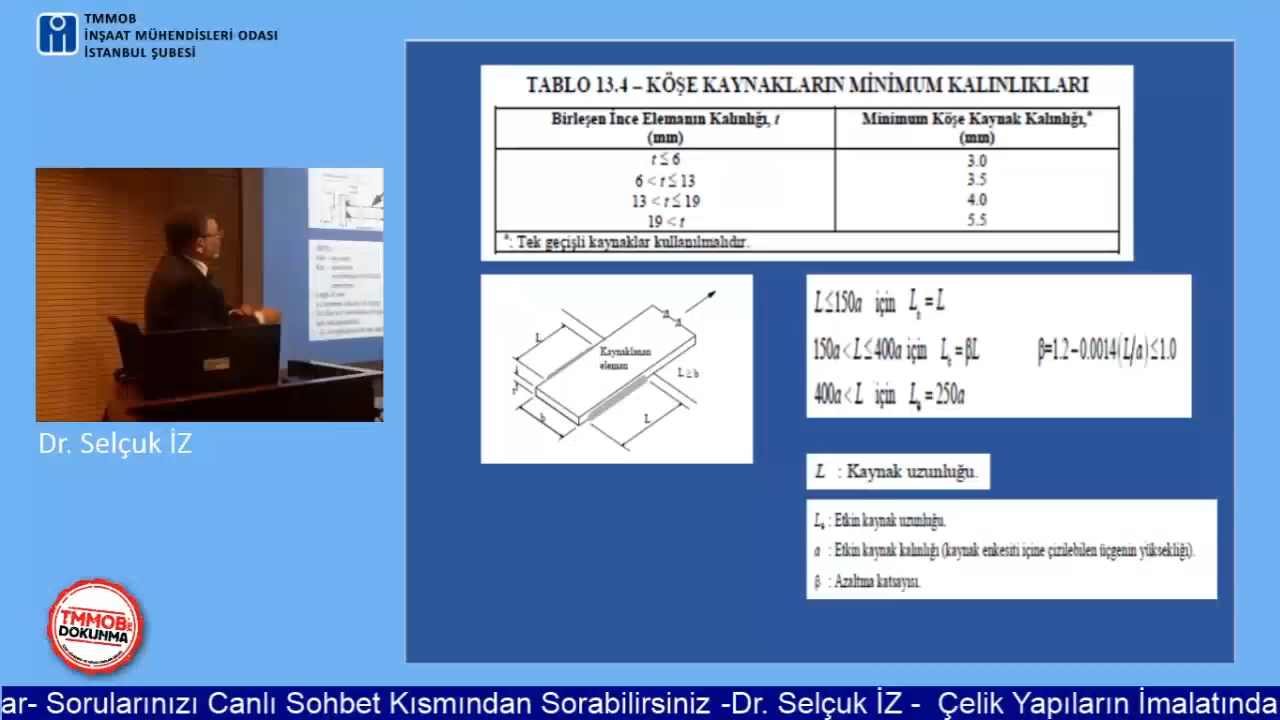 TMMOB
İNŞAAT MÜHENDİSLERİ ODASI
İSTANBUL ŞUBESİ
TABLO 13.4 – KÖŞE KAYNAKLARIN MİNİMUM KALINLIKLARI
Birleşen İnce Elemanın Kalınlığı, t
(mm)
Minimum Köşe Kaynak Kalınlığı,ª
(mm)
t ≤ 6 3.0
6 < t ≤ 13 3.5
13 < t ≤ 19 4.0
19 < t 5.5
ª: Tek geçişli kaynaklar kullanılmalıdır.
L
Kaynaklanan
eleman
L ≥ b
b
L
L≤150a için Lₑ = L
150a<L≤400a için Lₑ = βL β=1.2−0.0014(L/a)≤1.0
400a<L için Lₑ = 250a
L : Kaynak uzunluğu.
Lₑ : Etkin kaynak uzunluğu.
a : Etkin kaynak kalınlığı (kaynak enkesiti içine çizilebilen üçgenin yüksekliği).
β : Azaltma katsayısı.
Dr. Selçuk İZ
TMMOB'ye
DOKUNMA
ar- Sorularınızı Canlı Sohbet Kısmından Sorabilirsiniz -Dr. Selçuk İZ - Çelik Yapıların İmalatında